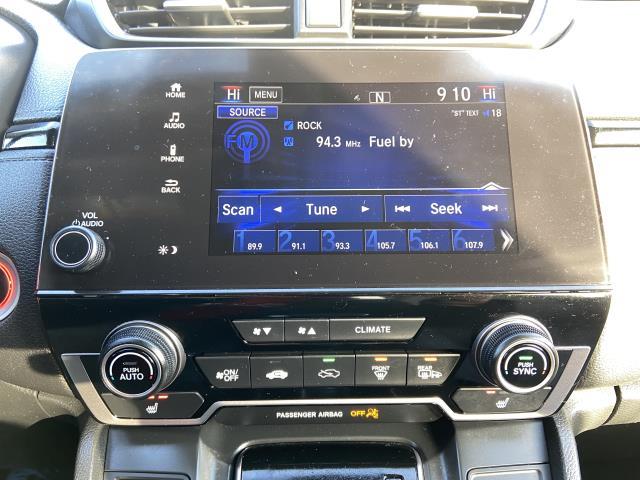 Hi MENU N 9 10 Hi
HOME
SOURCE
"ST" TEXT 18
AUDIO
ROCK
FM
94.3 MHz Fuel by
PHONE
BACK
Scan Tune Seek
VOL
AUDIO
1 89.9 2 91.1 3 93.3 4 105.7 5 106.1 6 107.9
CLIMATE
PUSH AUTO
ON/OFF
FRONT
REAR
PUSH SYNC
PASSENGER AIRBAG OFF